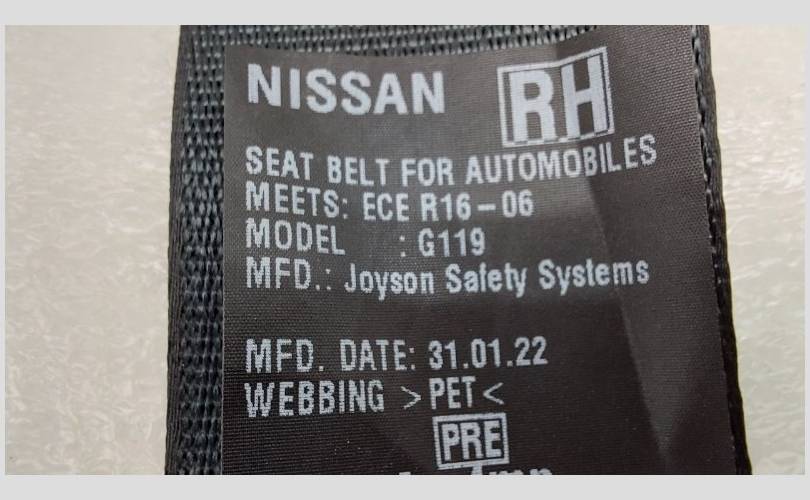 NISSAN RH
SEAT BELT FOR AUTOMOBILES
MEETS: ECE R16-06
MODEL : G119
MFD.: Joyson Safety Systems
MFD. DATE: 31.01.22
WEBBING >PET<
PRE